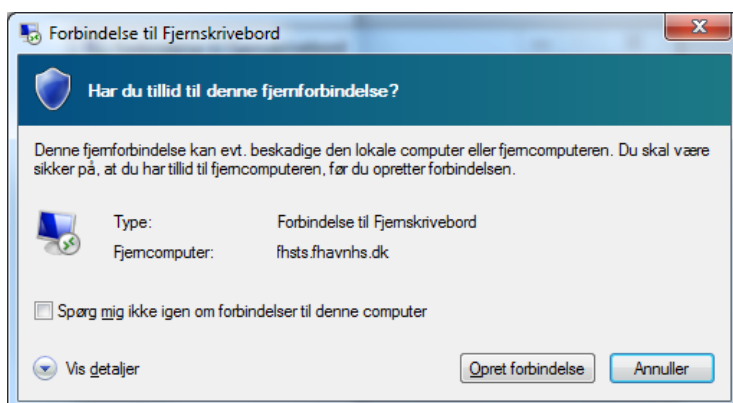 Forbindelse til Fjernskrivebord
Har du tillid til denne fjernforbindelse?
Denne fjernforbindelse kan evt. beskadige den lokale computer eller fjerncomputeren. Du skal være
sikker på, at du har tillid til fjerncomputeren, før du opretter forbindelsen.
Type: Forbindelse til Fjernskrivebord
Fjerncomputer: fhsts.fhavnhs.dk
Spørg mig ikke igen om forbindelser til denne computer
Vis detaljer Opret forbindelse Annuller